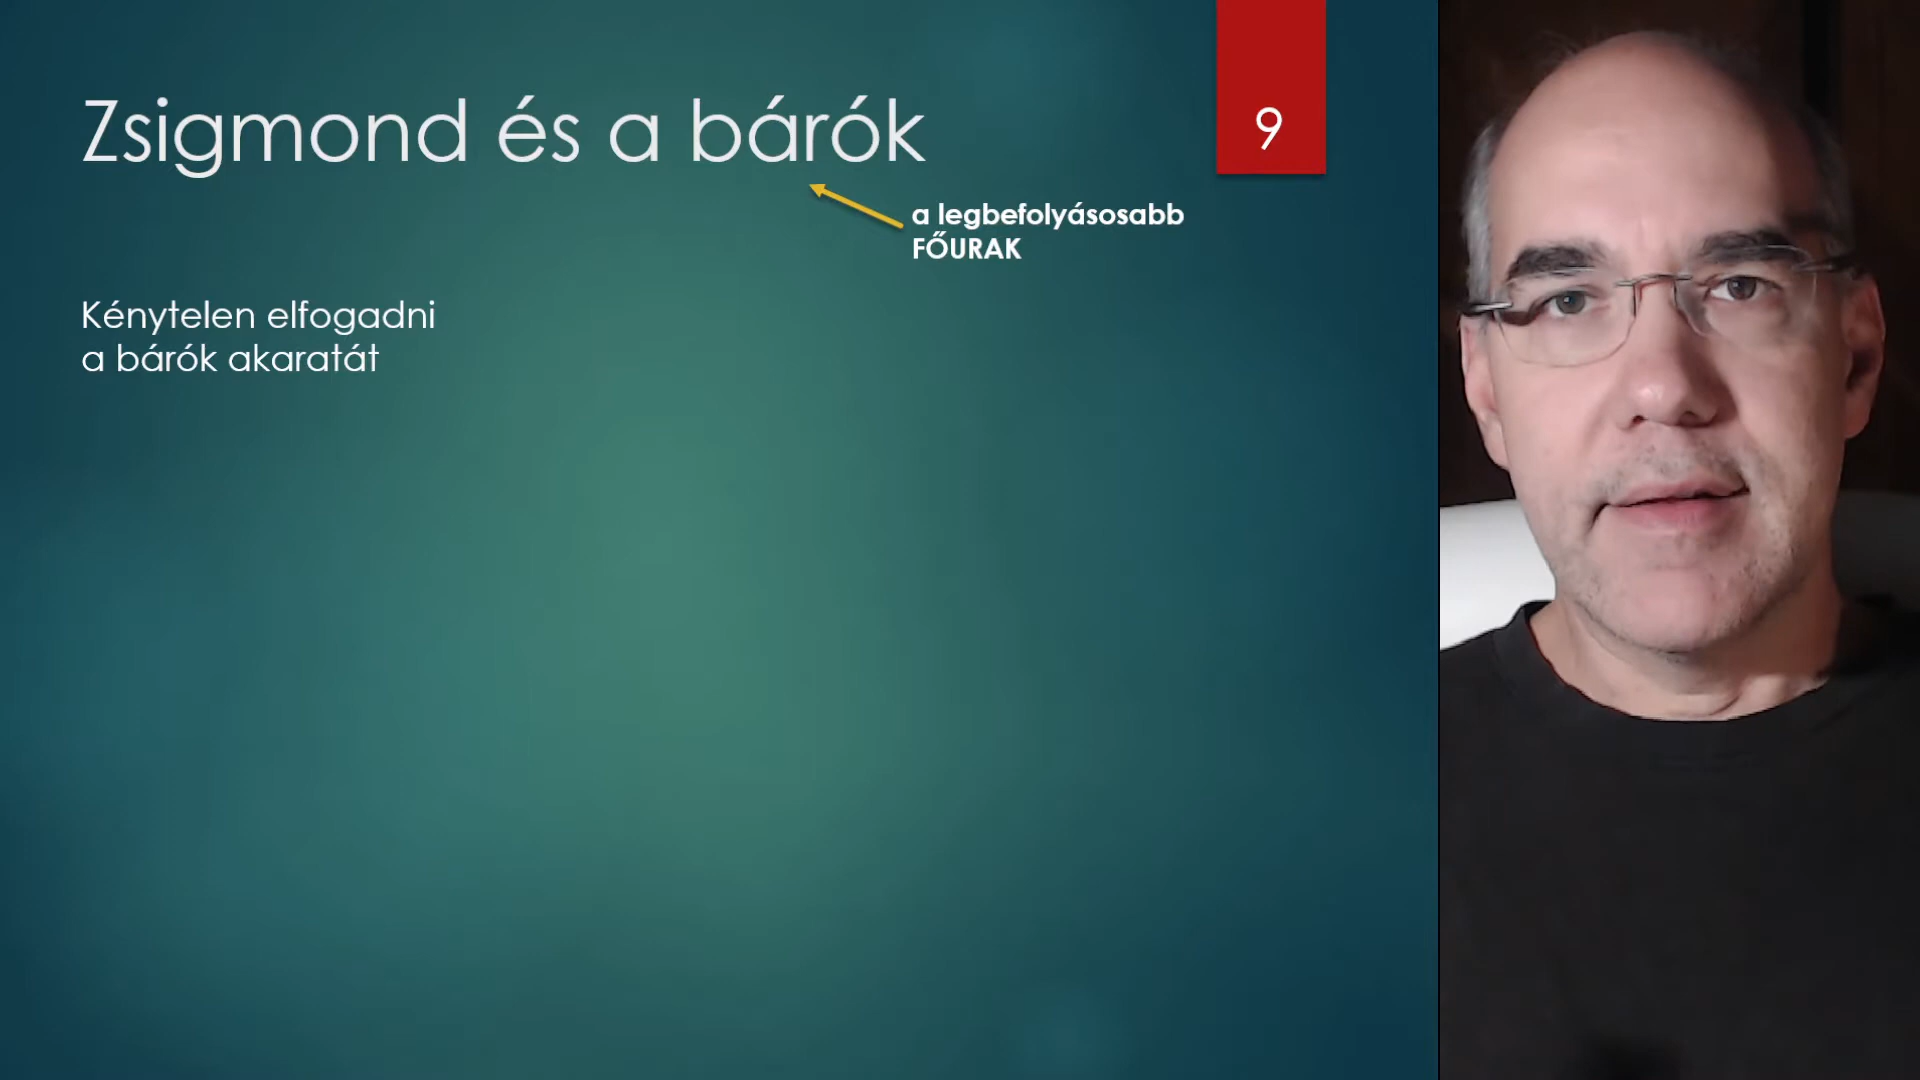 Zsigmond és a bárók
9
a legbefolyásosabb
FŐURAK
Kénytelen elfogadni
a bárók akaratát